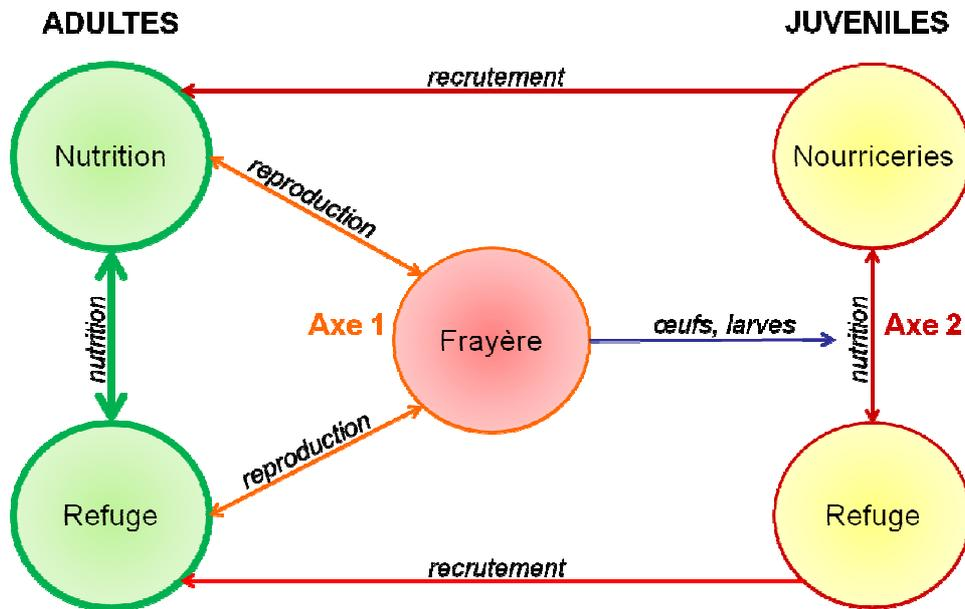 ADULTES
JUVENILES
recrutement
Nutrition
Nourriceries
reproduction
nutrition
Axe 1
Frayère
œufs, larves
nutrition
Axe 2
reproduction
Refuge
Refuge
recrutement